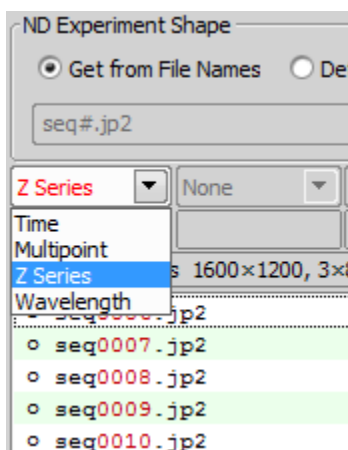 ND Experiment Shape
Get from File Names
seq#.jp2
Z Series None
Time
Multipoint
Z Series
Wavelength
1600×1200,
seq0007.jp2
seq0008.jp2
seq0009.jp2
seq0010.jp2